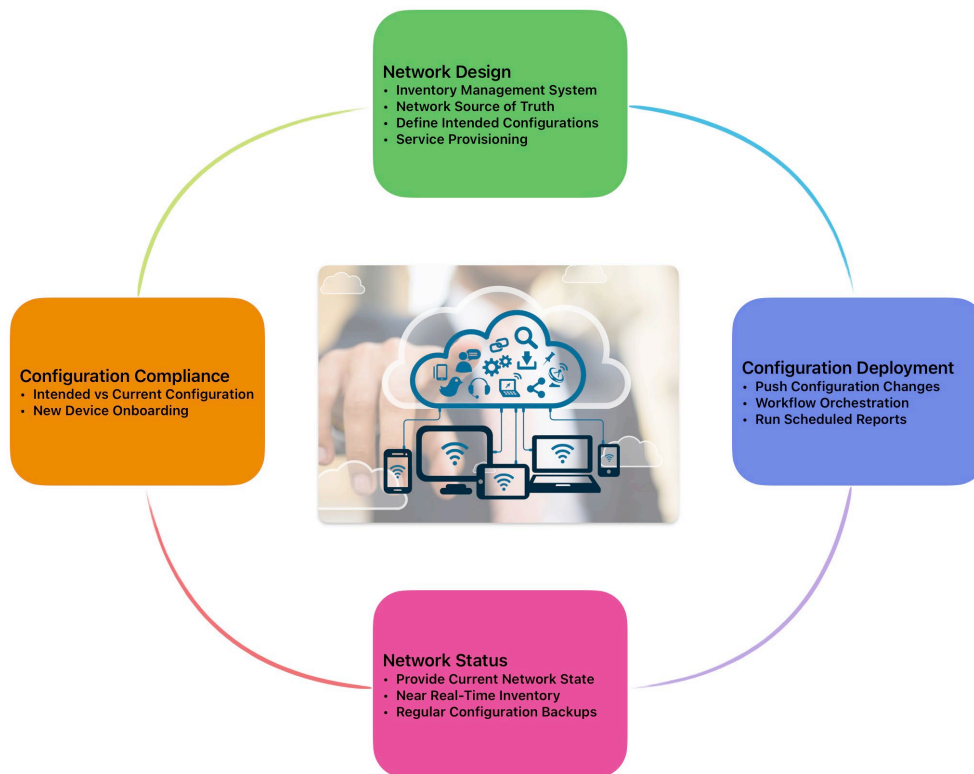 Network Design
• Inventory Management System
• Network Source of Truth
• Define Intended Configurations
• Service Provisioning
Configuration Compliance
• Intended vs Current Configuration
• New Device Onboarding
Configuration Deployment
• Push Configuration Changes
• Workflow Orchestration
• Run Scheduled Reports
Network Status
• Provide Current Network State
• Near Real-Time Inventory
• Regular Configuration Backups